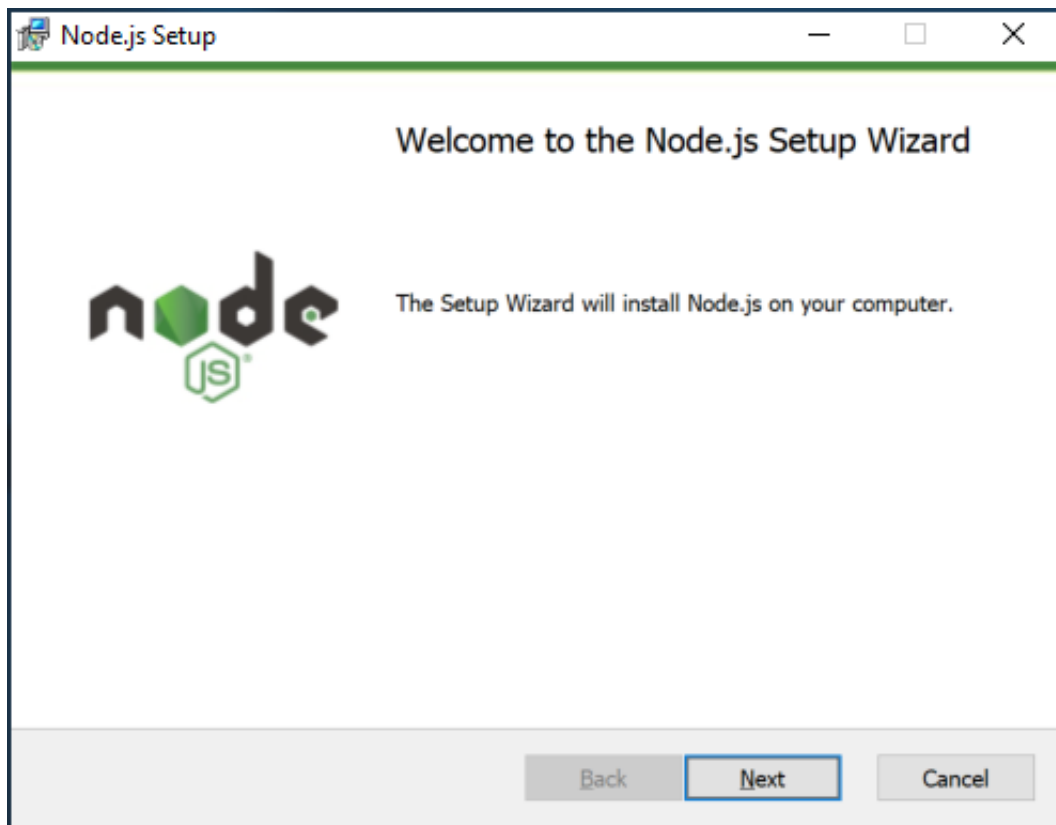 Node.js Setup
Welcome to the Node.js Setup Wizard
node
JS®
The Setup Wizard will install Node.js on your computer.
Back Next Cancel